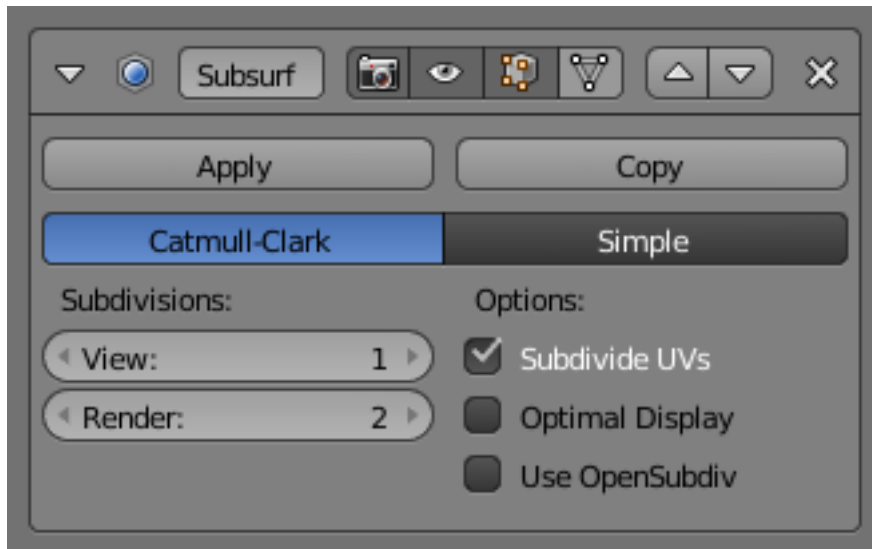 Subsurf
Apply Copy
Catmull-Clark Simple
Subdivisions: Options:
View: 1 Subdivide UVs
Render: 2 Optimal Display
Use OpenSubdiv